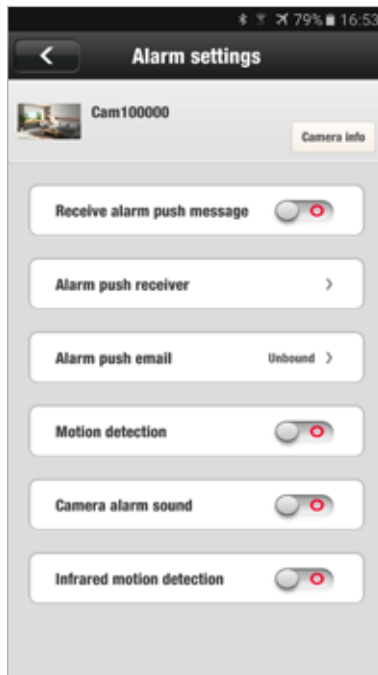 79% 16:53
Alarm settings
Cam100000
Camera info
Receive alarm push message
Alarm push receiver
Alarm push email Unbound
Motion detection
Camera alarm sound
Infrared motion detection